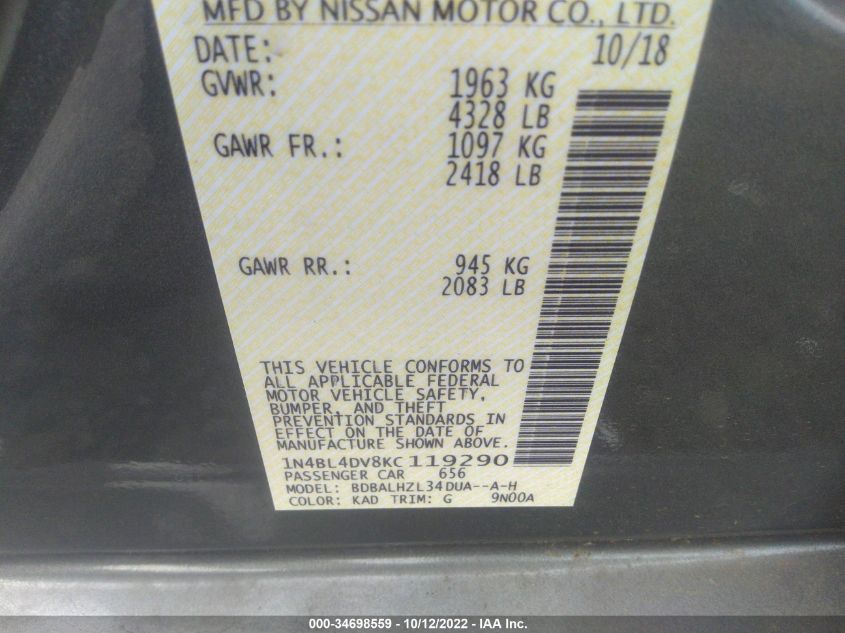 MFD BY NISSAN MOTOR CO., LTD.
DATE: 10/18
GVWR: 1963 KG
4328 LB
GAWR FR.: 1097 KG
2418 LB
GAWR RR.: 945 KG
2083 LB
THIS VEHICLE CONFORMS TO
ALL APPLICABLE FEDERAL
MOTOR VEHICLE SAFETY,
BUMPER, AND THEFT
PREVENTION STANDARDS IN
EFFECT ON THE DATE OF
MANUFACTURE SHOWN ABOVE.
1N4BL4DV8KC119290
PASSENGER CAR 656
MODEL: BDBALHZL34DUA--A-H
COLOR: KAD TRIM: G 9N00A
000-34698559 - 10/12/2022 - IAA Inc.